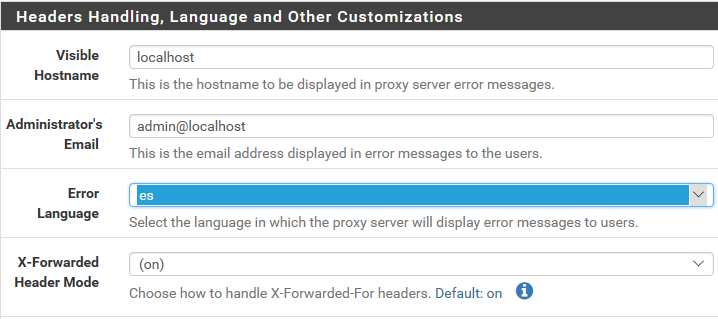 Headers Handling, Language and Other Customizations
Visible
Hostname
localhost
This is the hostname to be displayed in proxy server error messages.
Administrator's
Email
admin@localhost
This is the email address displayed in error messages to the users.
Error
Language
es
Select the language in which the proxy server will display error messages to users.
X-Forwarded
Header Mode
(on)
Choose how to handle X-Forwarded-For headers. Default: on